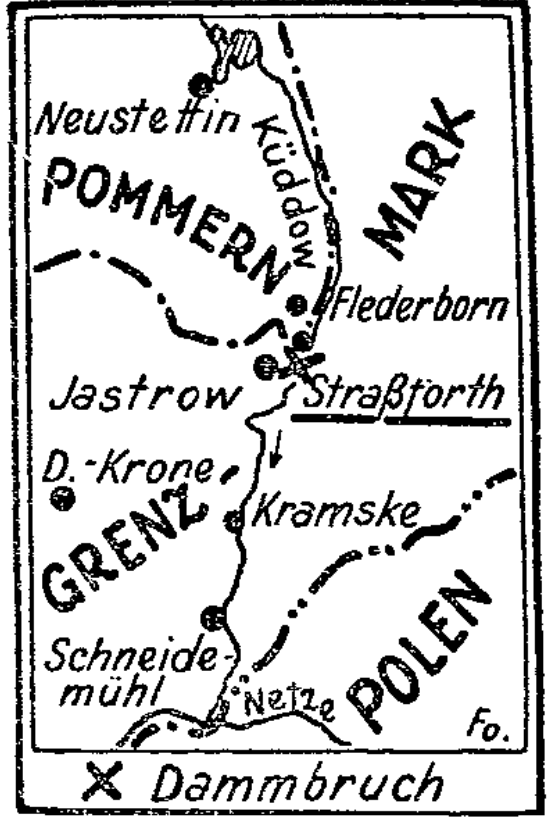 Neustettin
Küddow
POMMERN
MARK
Flederborn
Jastrow
Straßforth
D.-Krone
GRENZ-
Kramske
Schneide-
mühl
Netze
POLEN
Fo.
Dammbruch